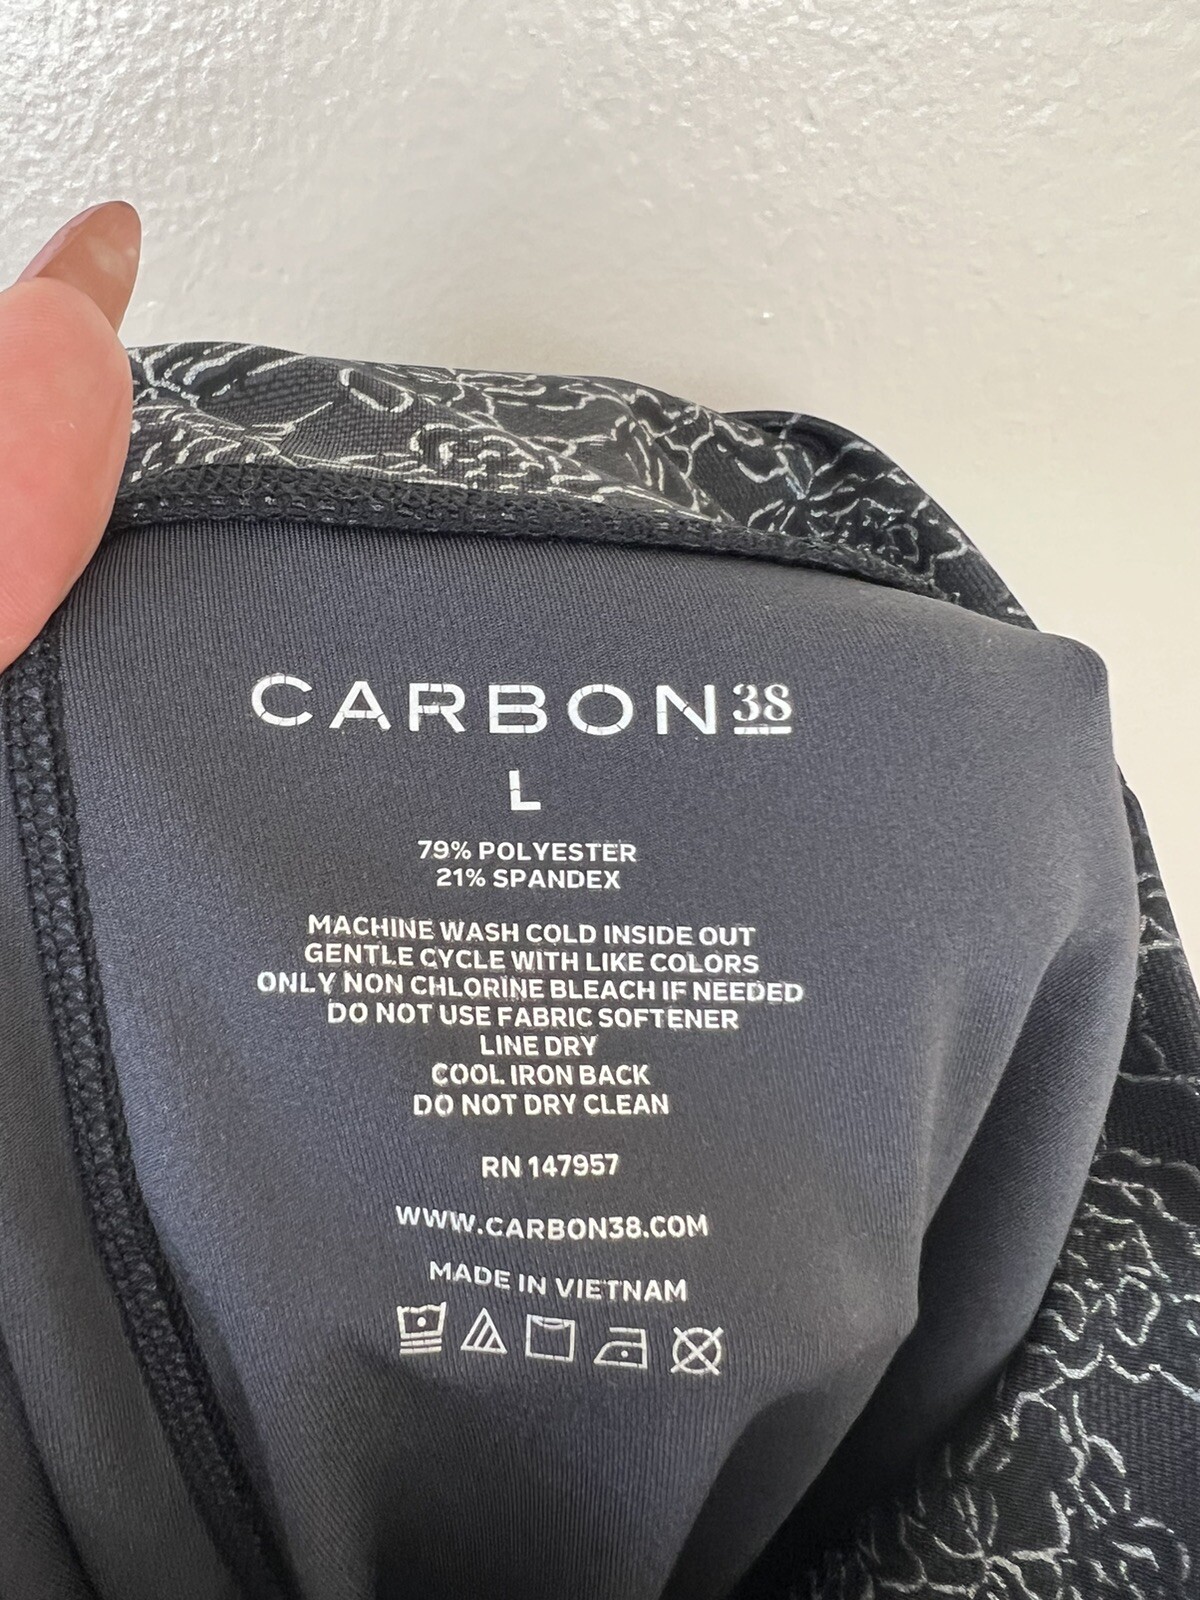 CARBON38
L
79% POLYESTER
21% SPANDEX
MACHINE WASH COLD INSIDE OUT
GENTLE CYCLE WITH LIKE COLORS
ONLY NON CHLORINE BLEACH IF NEEDED
DO NOT USE FABRIC SOFTENER
LINE DRY
COOL IRON BACK
DO NOT DRY CLEAN
RN 147957
WWW.CARBON38.COM
MADE IN VIETNAM